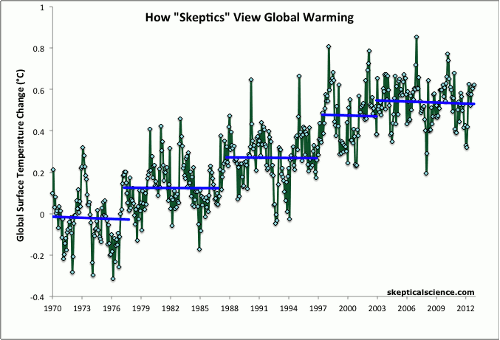 How "Skeptics" View Global Warming
Global Surface Temperature Change (°C)
1
0.8
0.6
0.4
0.2
0
-0.2
-0.4
skepticalscience.com
1970 1973 1976 1979 1982 1985 1988 1991 1994 1997 2000 2003 2006 2009 2012